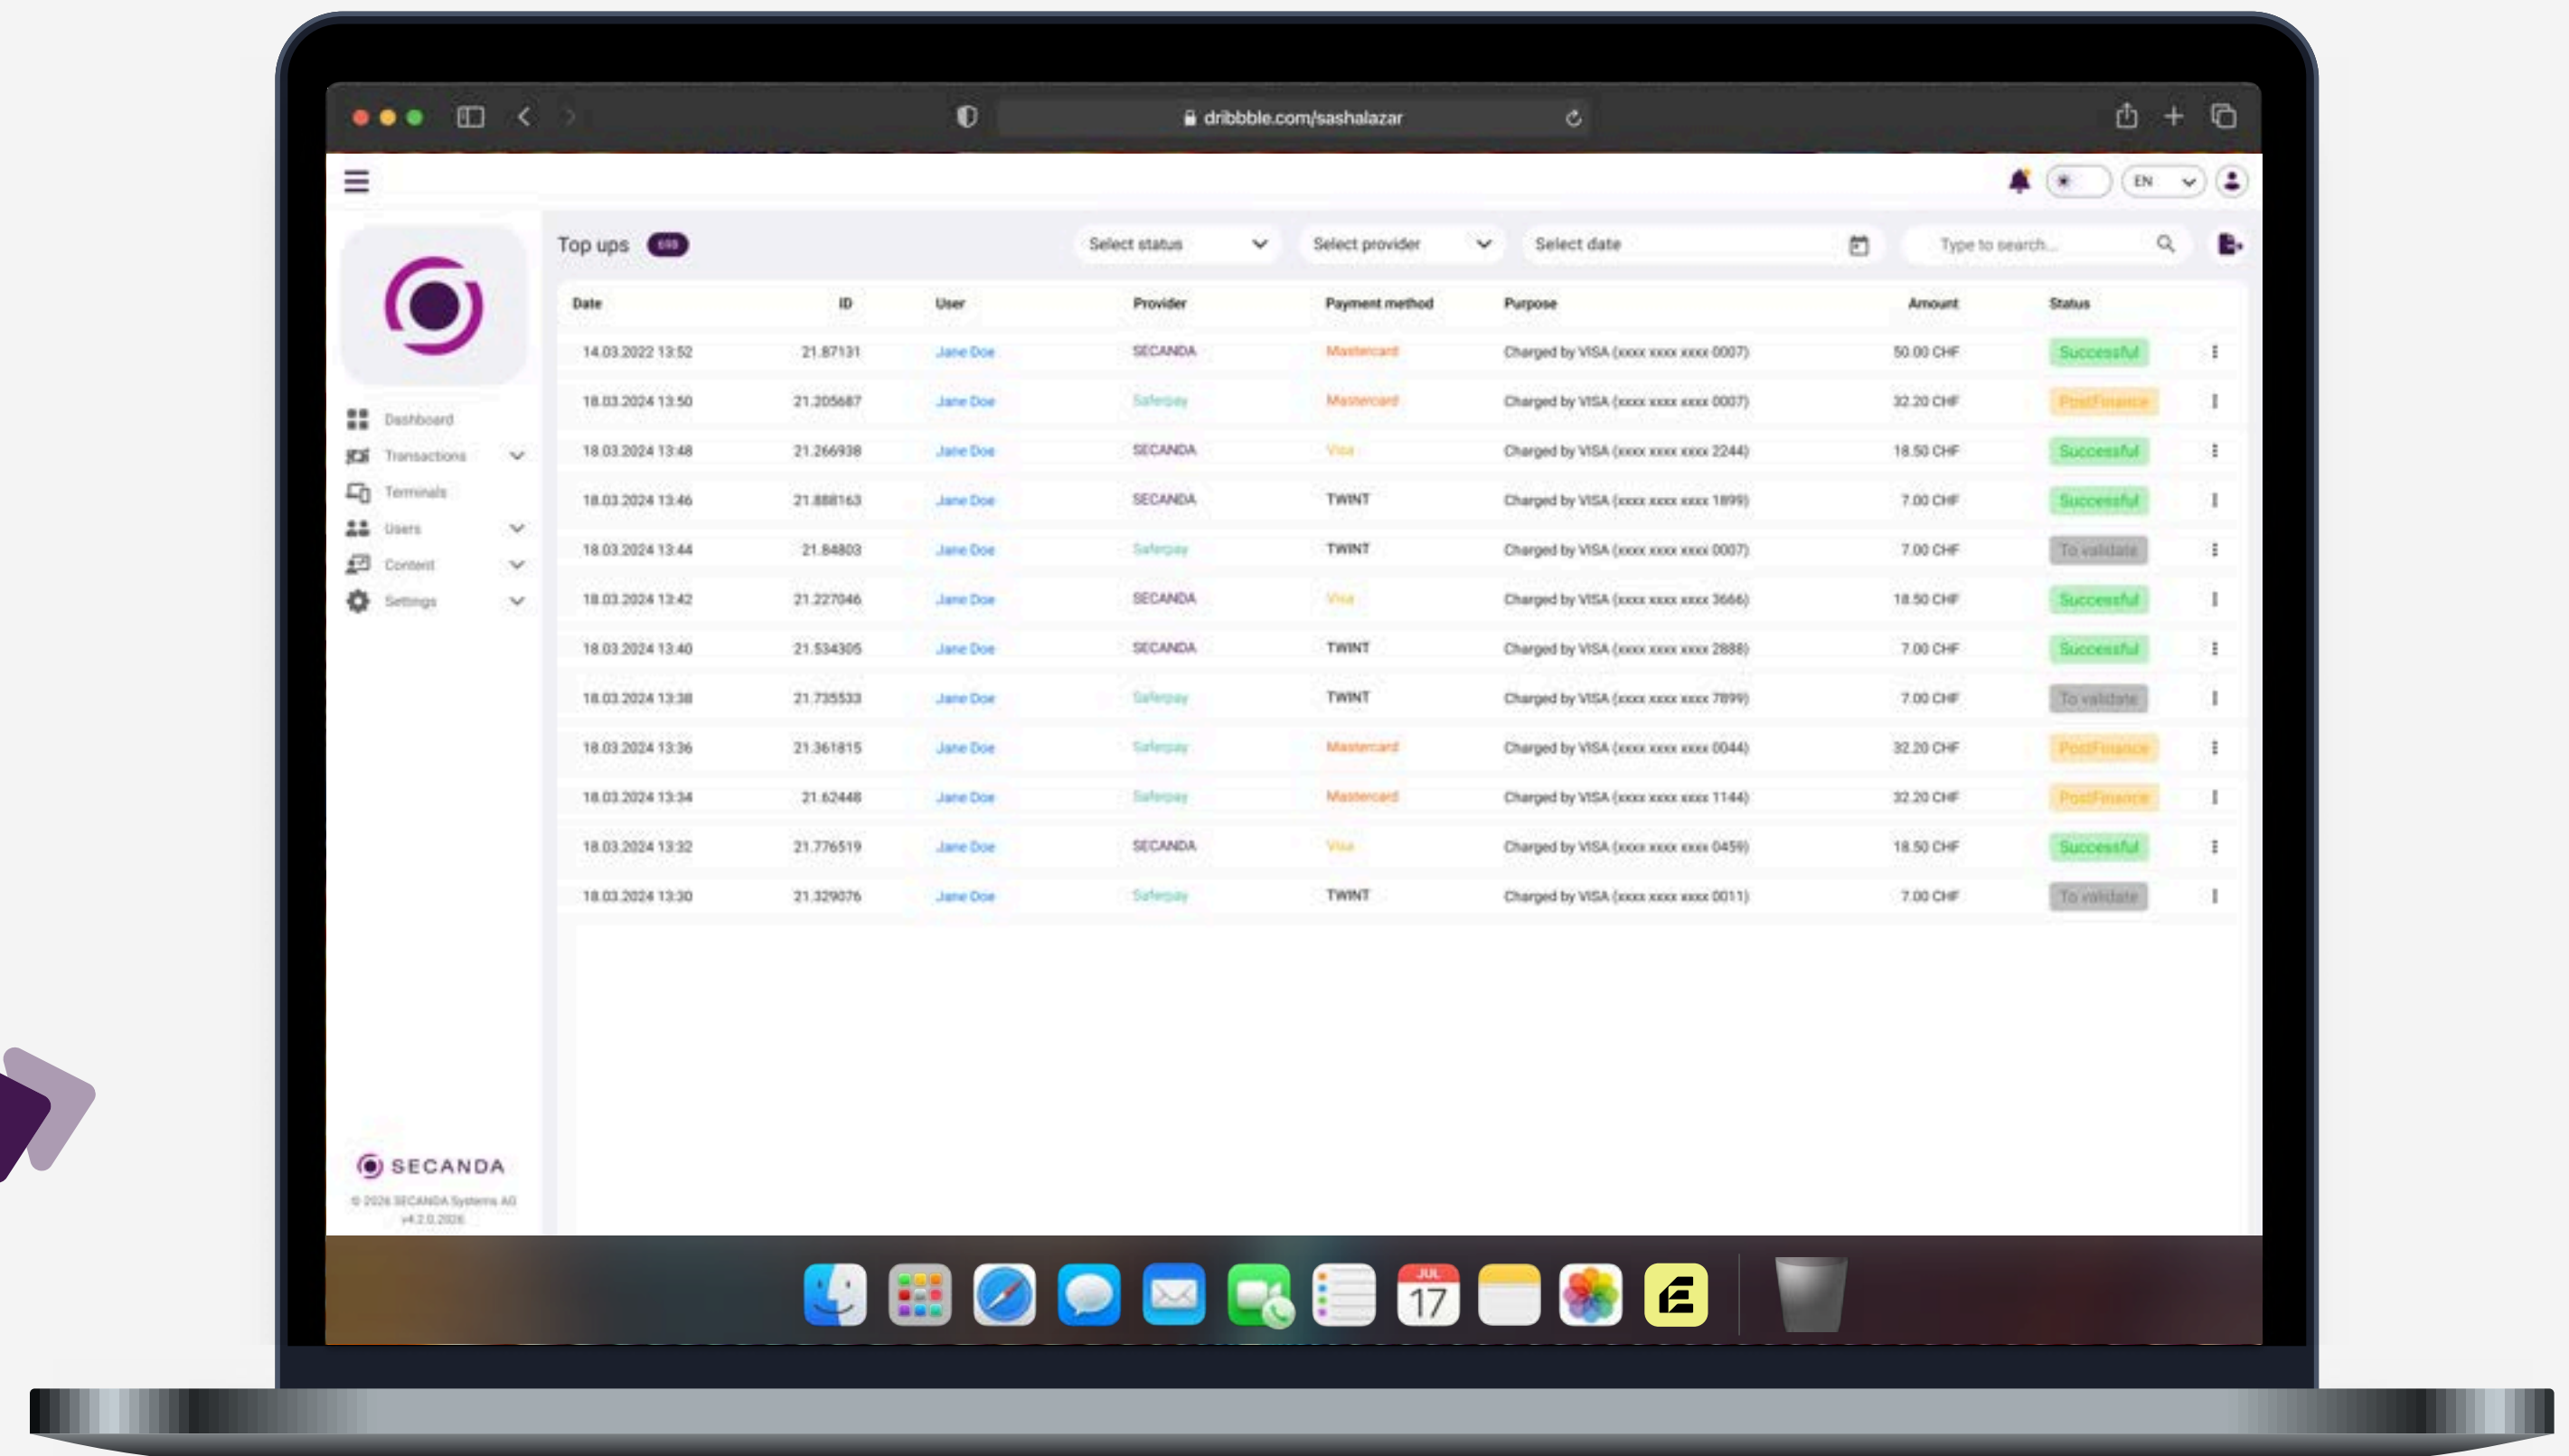 dribbble.com/sashalazar
EN
Top ups
Select status
Select provider
Select date
Type to search...
Date ID User Provider Payment method Purpose Amount Status
14.03.2022 13:52 21.87131 Jane Doe SECANDA Mastercard Charged by VISA (xxxx xxxx xxxx 0007) 50.00 CHF Successful
18.03.2024 13:50 21.205687 Jane Doe Saferpay Mastercard Charged by VISA (xxxx xxxx xxxx 0007) 32.20 CHF PostFinance
18.03.2024 13:48 21.266938 Jane Doe SECANDA Visa Charged by VISA (xxxx xxxx xxxx 2244) 18.50 CHF Successful
18.03.2024 13:46 21.888163 Jane Doe SECANDA TWINT Charged by VISA (xxxx xxxx xxxx 1899) 7.00 CHF Successful
18.03.2024 13:44 21.84803 Jane Doe Saferpay TWINT Charged by VISA (xxxx xxxx xxxx 0007) 7.00 CHF To validate
18.03.2024 13:42 21.227046 Jane Doe SECANDA Visa Charged by VISA (xxxx xxxx xxxx 3666) 18.50 CHF Successful
18.03.2024 13:40 21.534305 Jane Doe SECANDA TWINT Charged by VISA (xxxx xxxx xxxx 2888) 7.00 CHF Successful
18.03.2024 13:38 21.735533 Jane Doe Saferpay TWINT Charged by VISA (xxxx xxxx xxxx 7899) 7.00 CHF To validate
18.03.2024 13:36 21.361815 Jane Doe Saferpay Mastercard Charged by VISA (xxxx xxxx xxxx 0044) 32.20 CHF PostFinance
18.03.2024 13:34 21.62448 Jane Doe Saferpay Mastercard Charged by VISA (xxxx xxxx xxxx 1144) 32.20 CHF PostFinance
18.03.2024 13:32 21.776519 Jane Doe SECANDA Visa Charged by VISA (xxxx xxxx xxxx 0459) 18.50 CHF Successful
18.03.2024 13:30 21.329076 Jane Doe Saferpay TWINT Charged by VISA (xxxx xxxx xxxx 0011) 7.00 CHF To validate
Dashboard
Transactions
Terminals
Users
Content
Settings
SECANDA
© 2026 SECANDA Systems AG
v4.2.0.2026
JUL
17